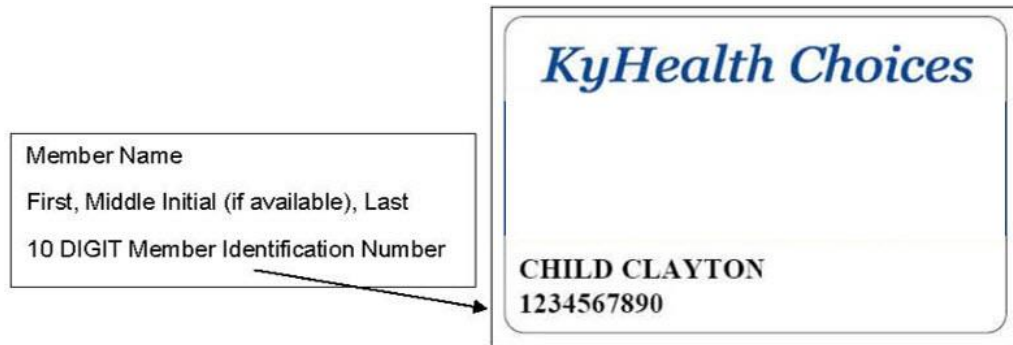 Member Name
First, Middle Initial (if available), Last
10 DIGIT Member Identification Number
KyHealth Choices
CHILD CLAYTON
1234567890